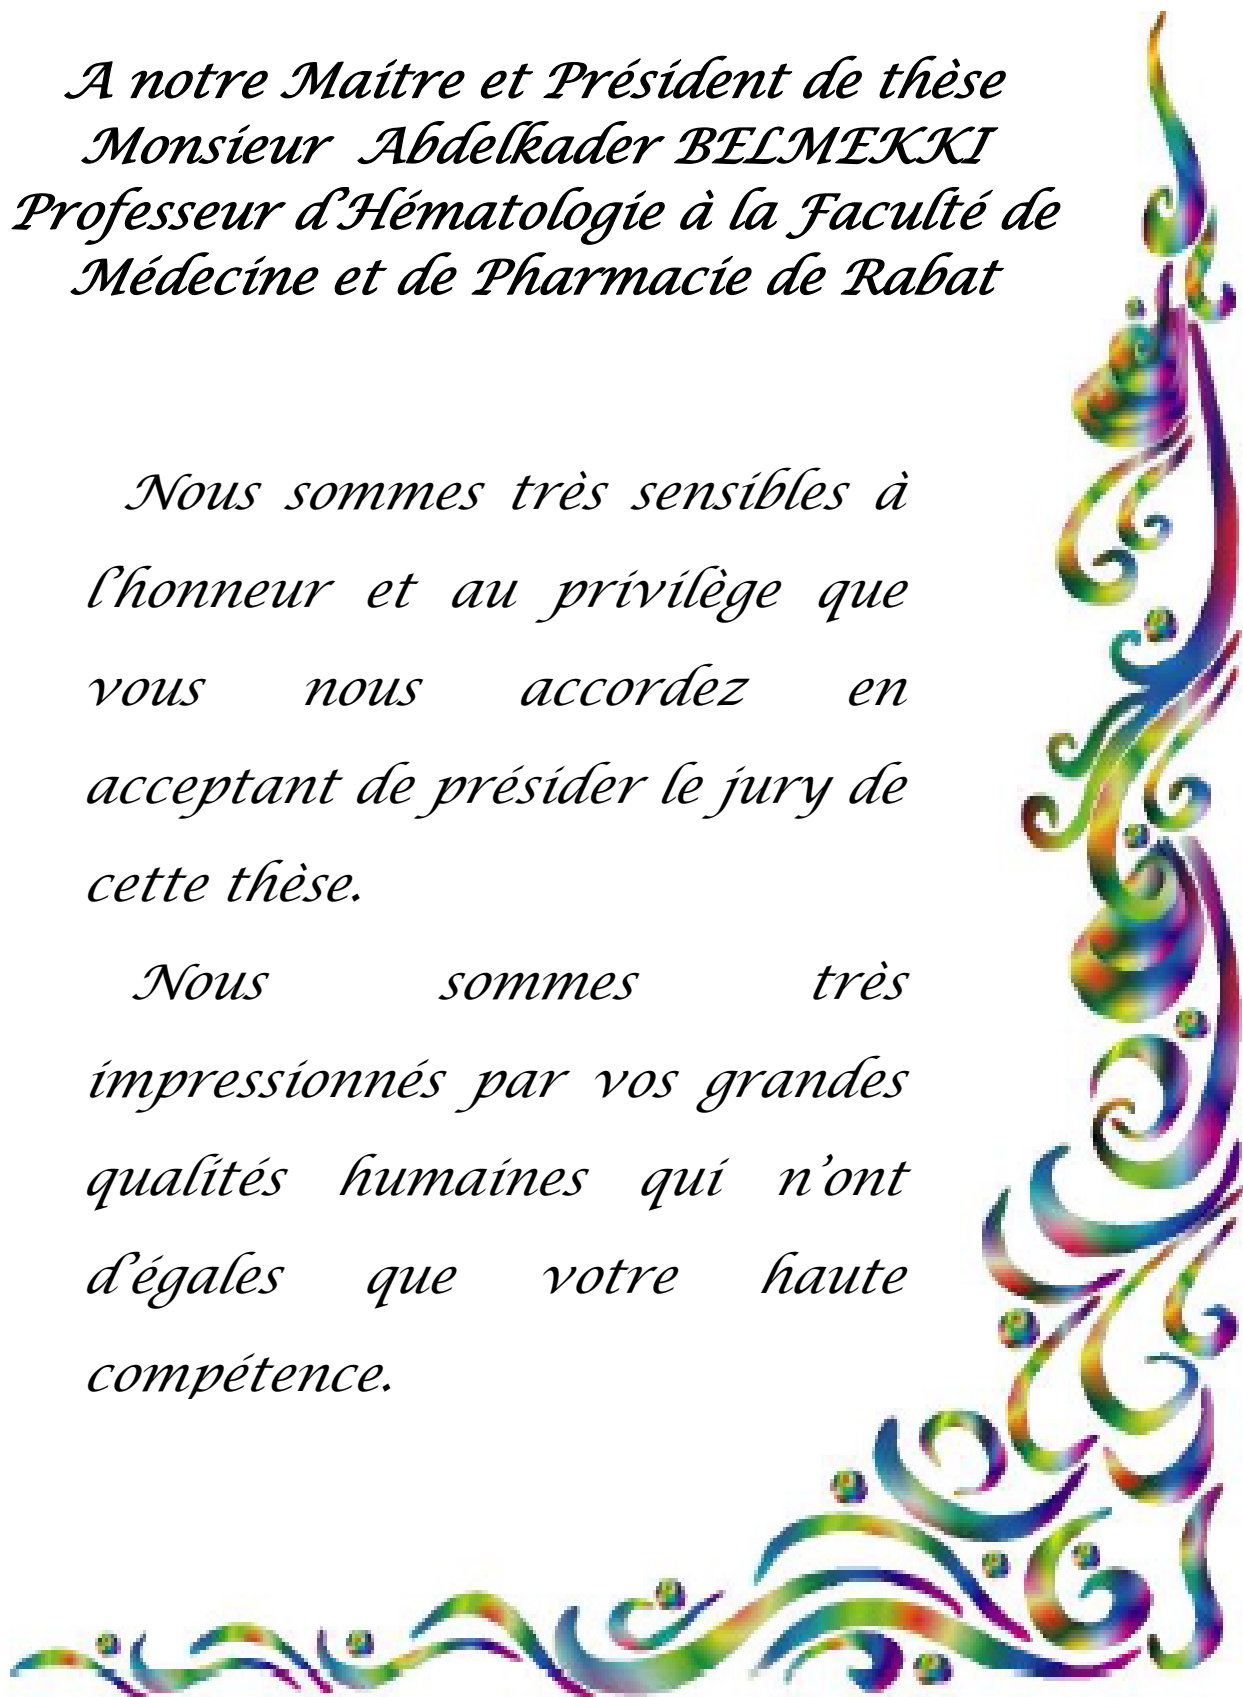 A notre Maitre et Président de thèse
Monsieur Abdelkader BELMEKKI
Professeur d’Hématologie à la Faculté de
Médecine et de Pharmacie de Rabat
Nous sommes très sensibles à
l’honneur et au privilège que
vous nous accordez en
acceptant de présider le jury de
cette thèse.
Nous sommes très
impressionnés par vos grandes
qualités humaines qui n’ont
d’égales que votre haute
compétence.